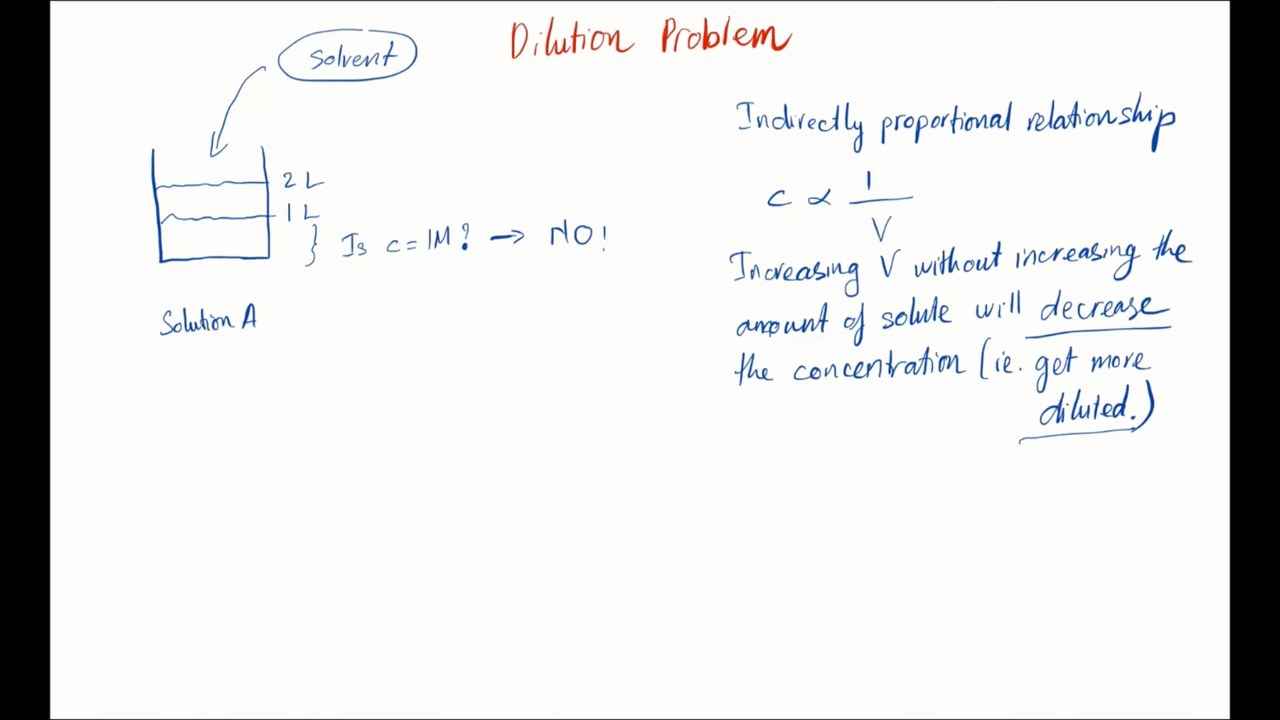 Dilution Problem
Solvent
2 L
1 L
} Is c = 1M? → NO!
Solution A
Indirectly proportional relationship
c ∝ 1/V
Increasing V without increasing the
amount of solute will decrease
the concentration (ie. get more
diluted.)